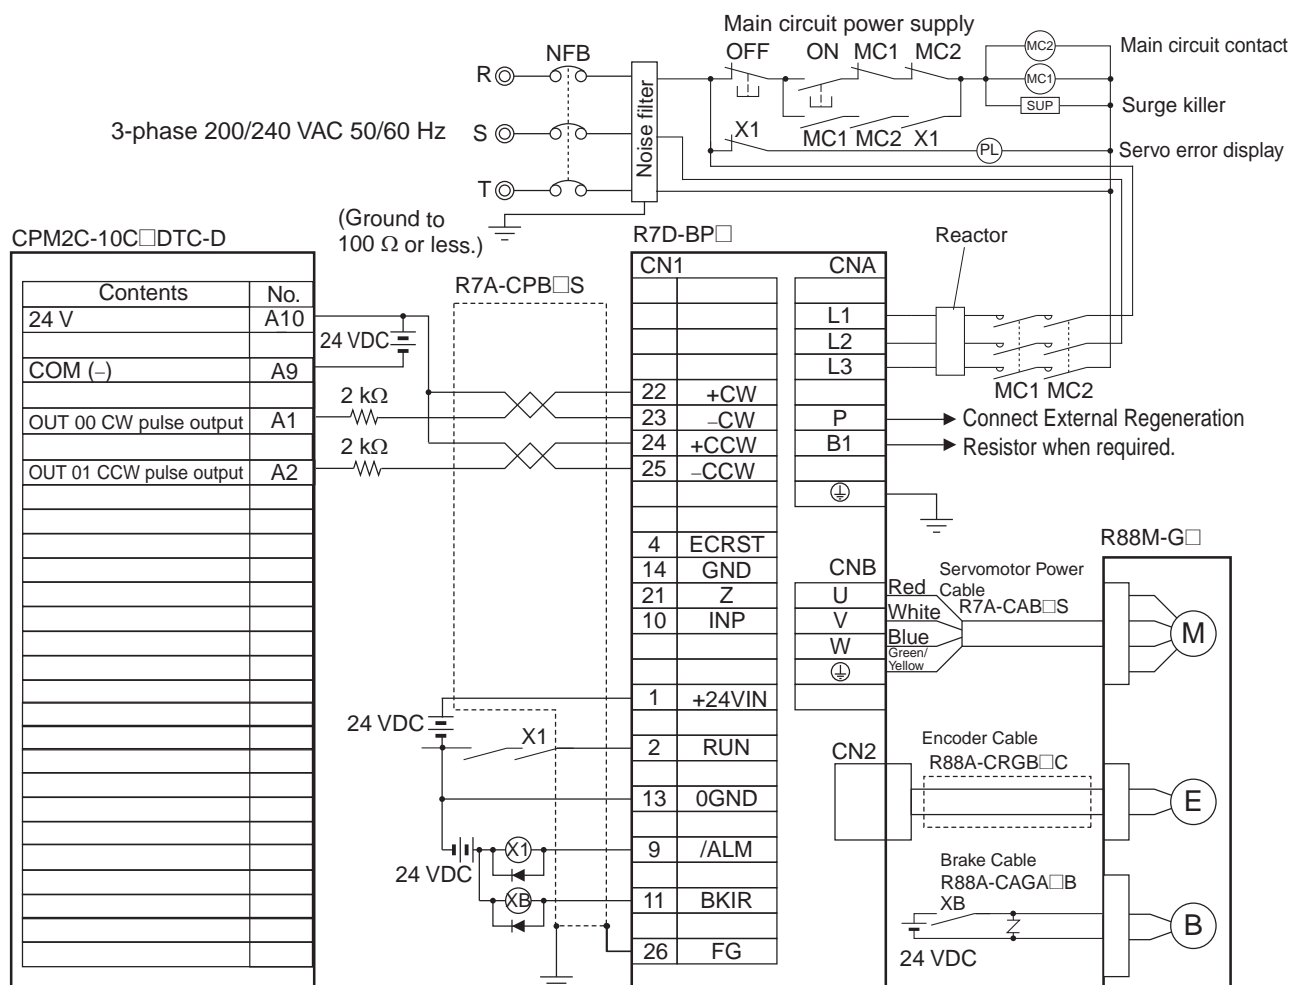 Main circuit power supply
OFF ON MC1 MC2
NFB
R
Noise filter
MC2
Main circuit contact
MC1
SUP
Surge killer
3-phase 200/240 VAC 50/60 Hz
S
X1
MC1 MC2 X1
PL
Servo error display
T
(Ground to
100 Ω or less.)
CPM2C-10C□DTC-D
R7D-BP□
Reactor
Contents No.
24 V A10
COM (–) A9
OUT 00 CW pulse output A1
OUT 01 CCW pulse output A2
24 VDC
2 kΩ
2 kΩ
R7A-CPB□S
CN1
22 +CW
23 –CW
24 +CCW
25 –CCW
4 ECRST
14 GND
21 Z
10 INP
1 +24VIN
2 RUN
13 0GND
9 /ALM
11 BKIR
26 FG
24 VDC
X1
24 VDC
X1
XB
CNA
L1
L2
L3
P
B1
MC1 MC2
Connect External Regeneration
Resistor when required.
CNB
U
V
W
Red
White
Blue
Green/
Yellow
Servomotor Power
Cable
R7A-CAB□S
R88M-G□
M
CN2
Encoder Cable
R88A-CRGB□C
E
Brake Cable
R88A-CAGA□B
XB
24 VDC
B